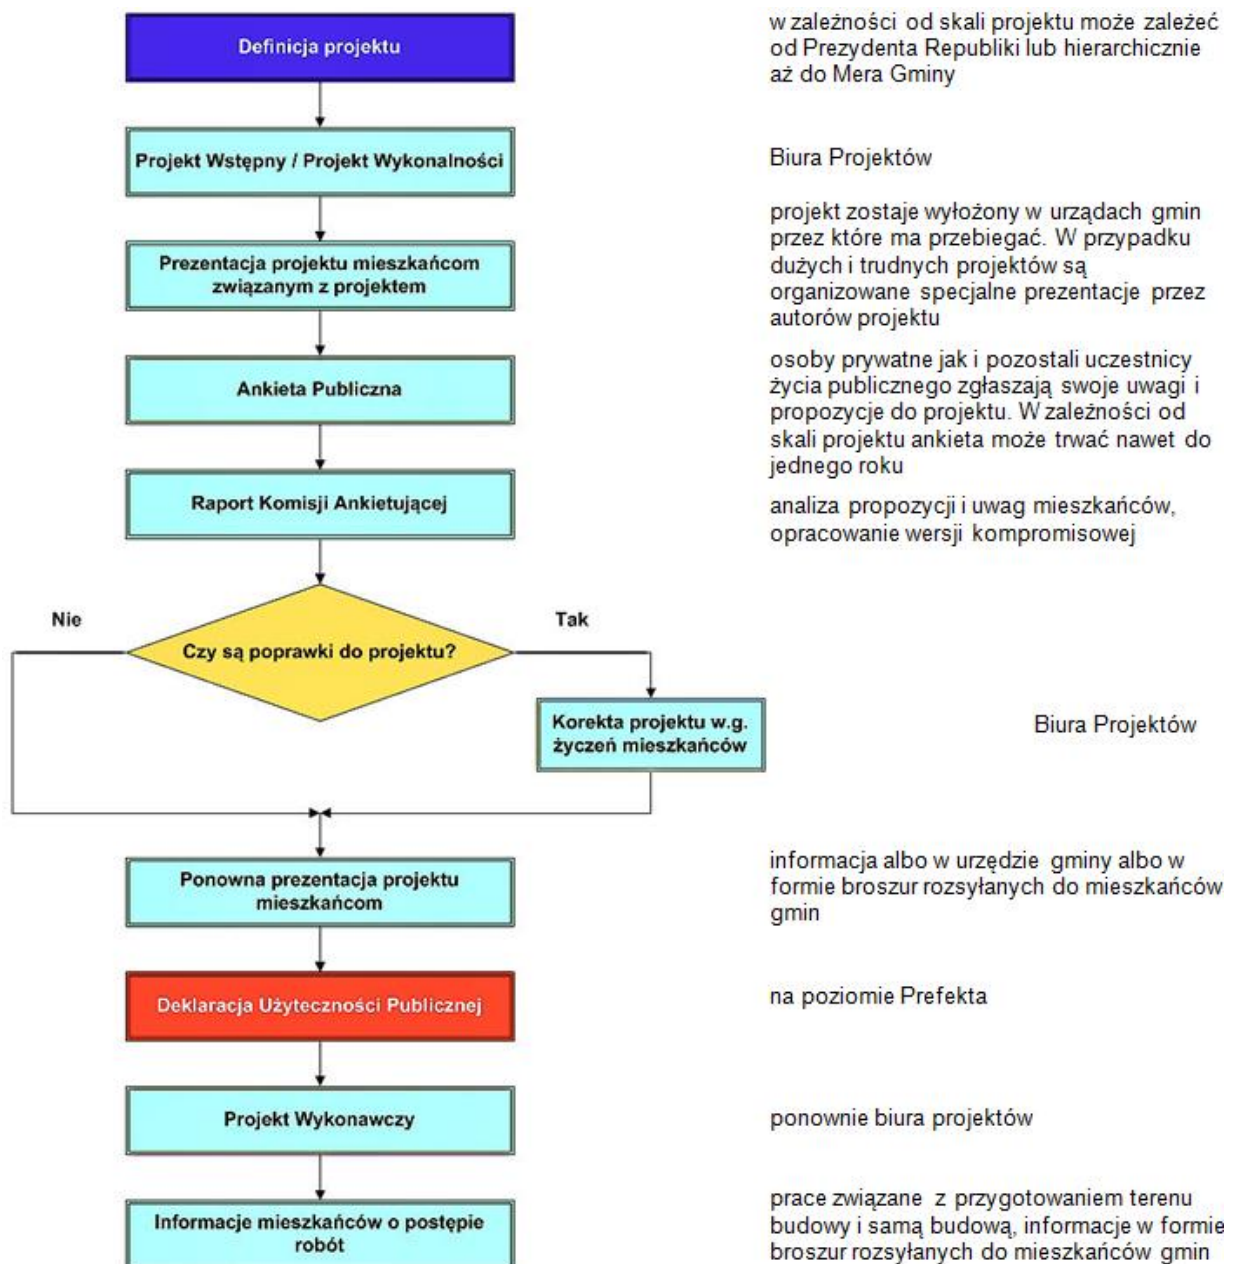 Definicja projektu
w zależności od skali projektu może zależeć
od Prezydenta Republiki lub hierarchicznie
aż do Mera Gminy
Projekt Wstępny / Projekt Wykonalności
Biura Projektów
Prezentacja projektu mieszkańcom
związanym z projektem
projekt zostaje wyłożony w urządach gmin
przez które ma przebiegać. W przypadku
dużych i trudnych projektów są
organizowane specjalne prezentacje przez
autorów projektu
Ankieta Publiczna
osoby prywatne jak i pozostali uczestnicy
życia publicznego zgłaszają swoje uwagi i
propozycje do projektu. W zależności od
skali projektu ankieta może trwać nawet do
jednego roku
Raport Komisji Ankietującej
analiza propozycji i uwag mieszkańców,
opracowanie wersji kompromisowej
Nie
Tak
Czy są poprawki do projektu?
Korekta projektu w.g.
życzeń mieszkańców
Biura Projektów
Ponowna prezentacja projektu
mieszkańcom
informacja albo w urzędzie gminy albo w
formie broszur rozsyłanych do mieszkańców
gmin
Deklaracja Użyteczności Publicznej
na poziomie Prefekta
Projekt Wykonawczy
ponownie biura projektów
Informacje mieszkańców o postępie
robót
prace związane z przygotowaniem terenu
budowy i samą budową, informacje w formie
broszur rozsyłanych do mieszkańców gmin